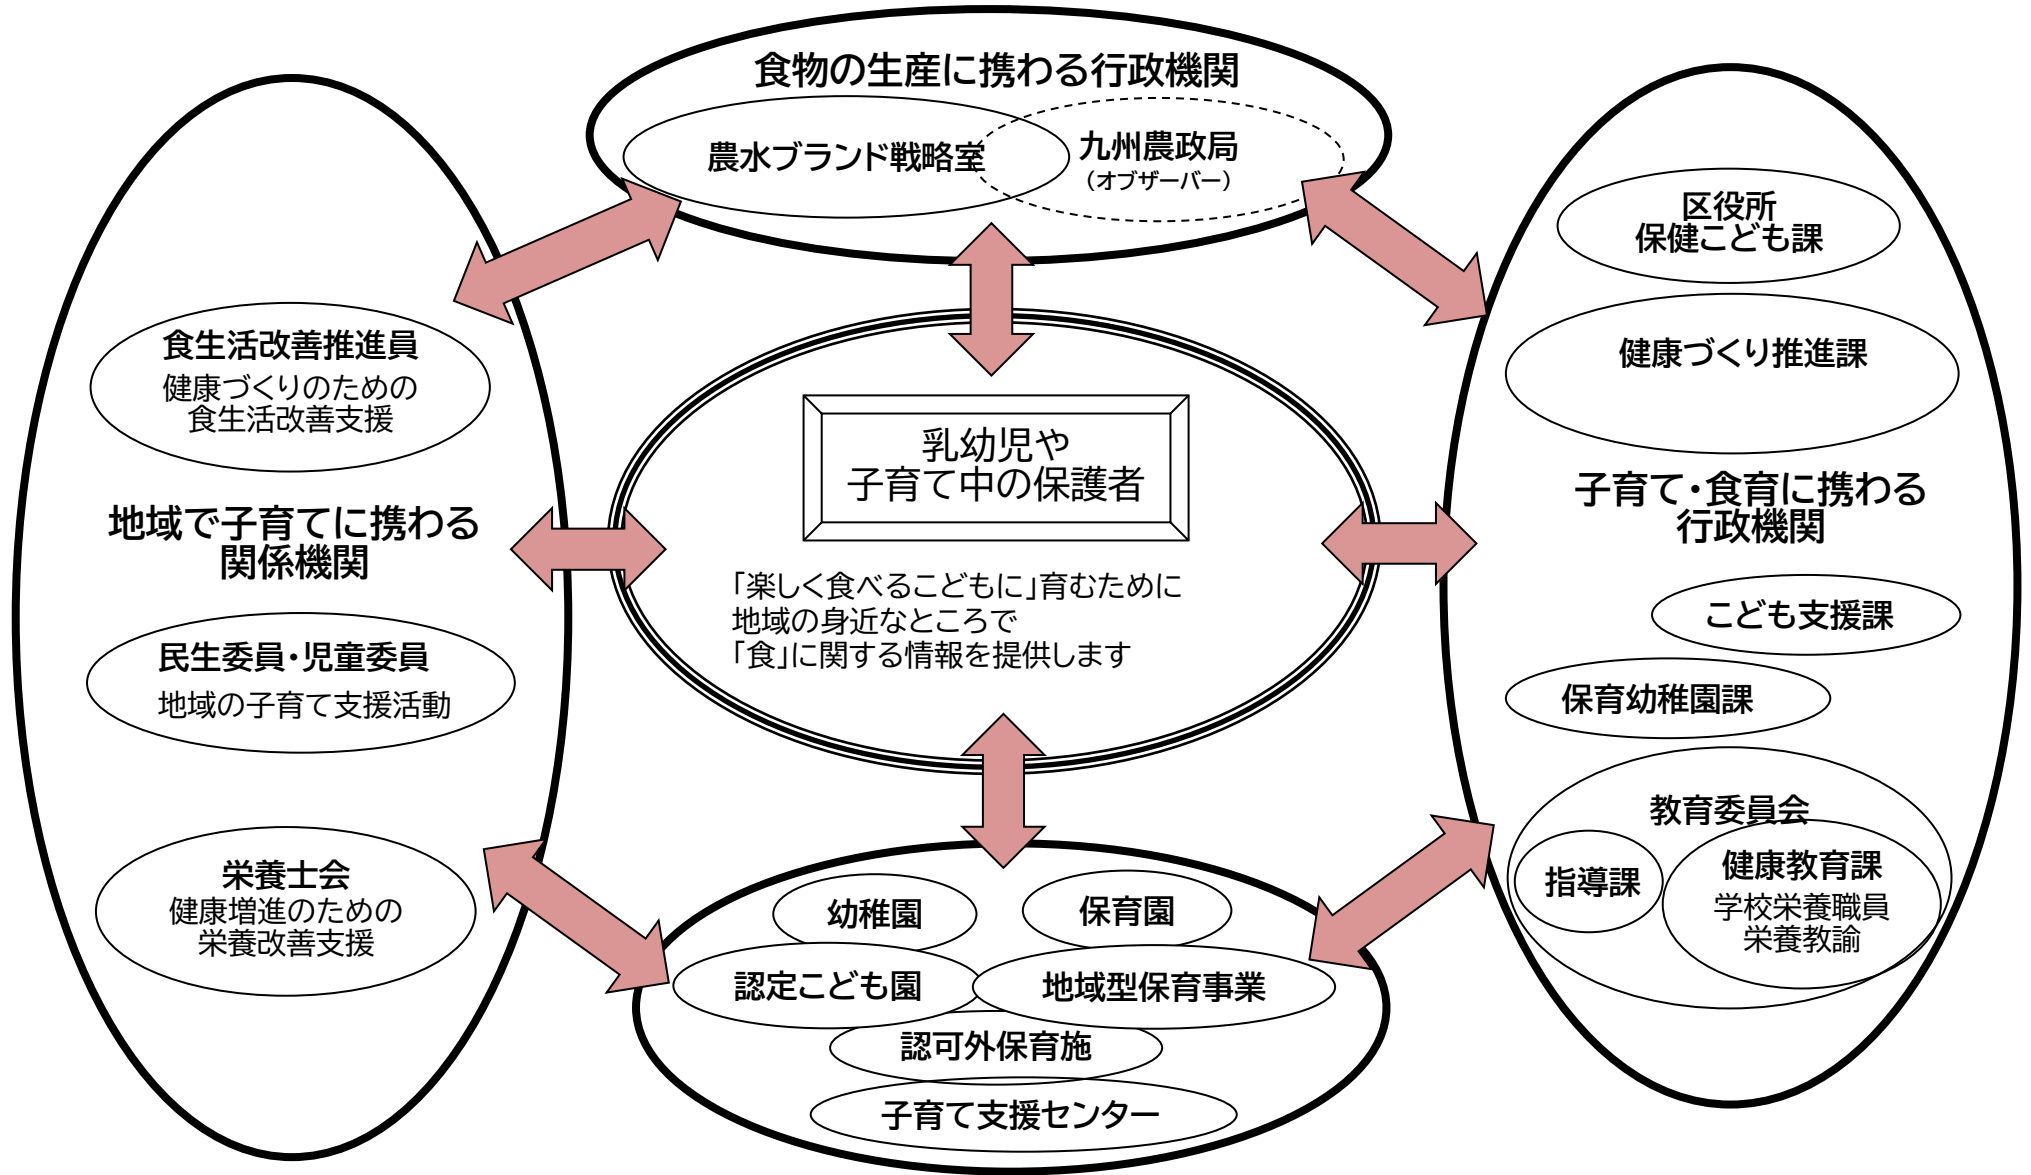 食物の生産に携わる行政機関
農水ブランド戦略室
九州農政局
（オブザーバー）
食生活改善推進員
健康づくりのための
食生活改善支援
地域で子育てに携わる
関係機関
民生委員・児童委員
地域の子育て支援活動
栄養士会
健康増進のための
栄養改善支援
乳幼児や
子育て中の保護者
「楽しく食べるこどもに」育むために
地域の身近なところで
「食」に関する情報を提供します
幼稚園
保育園
認定こども園
地域型保育事業
認可外保育施
子育て支援センター
区役所
保健こども課
健康づくり推進課
子育て・食育に携わる
行政機関
こども支援課
保育幼稚園課
教育委員会
指導課
健康教育課
学校栄養職員
栄養教諭